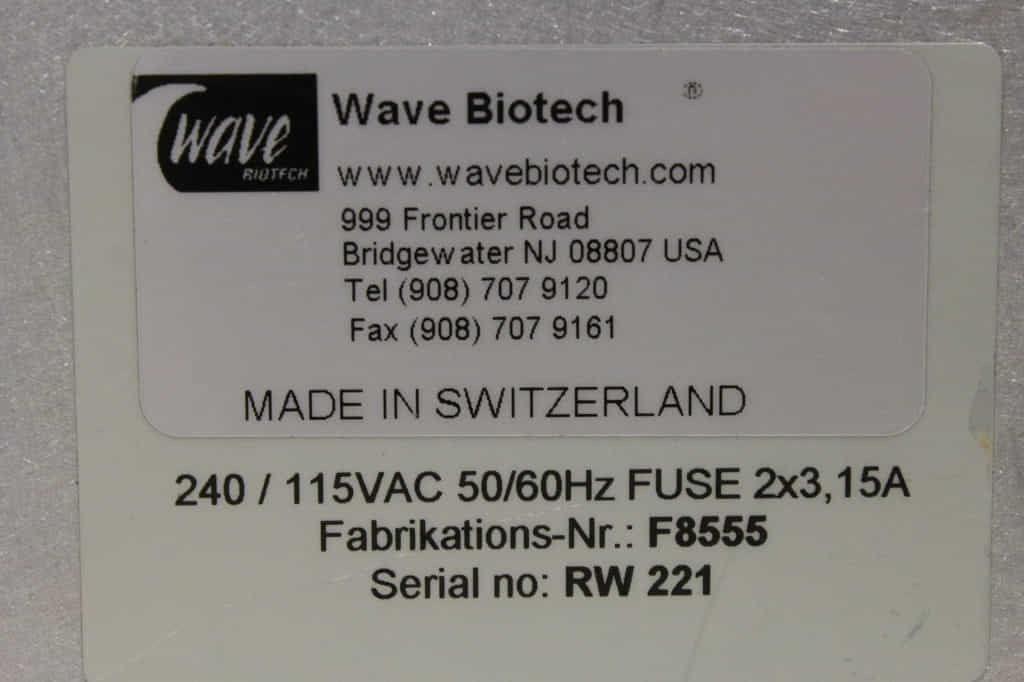 wave
BIOTECH
Wave Biotech ®
www.wavebiotech.com
999 Frontier Road
Bridgewater NJ 08807 USA
Tel (908) 707 9120
Fax (908) 707 9161
MADE IN SWITZERLAND
240 / 115VAC 50/60Hz FUSE 2x3,15A
Fabrikations-Nr.: F8555
Serial no: RW 221